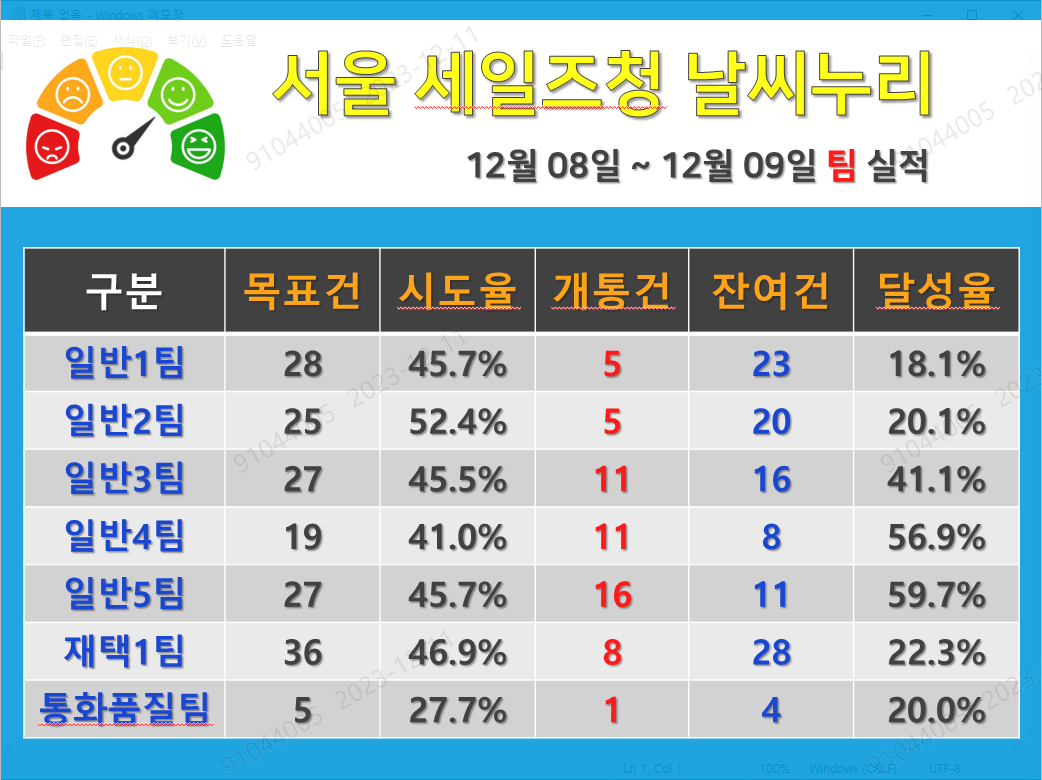 제목 없음 - Windows 메모장
파일(F) 편집(E) 서식(O) 보기(V) 도움말
서울 세일즈청 날씨누리
12월 08일 ~ 12월 09일 팀 실적
구분 목표건 시도율 개통건 잔여건 달성율
일반1팀 28 45.7% 5 23 18.1%
일반2팀 25 52.4% 5 20 20.1%
일반3팀 27 45.5% 11 16 41.1%
일반4팀 19 41.0% 11 8 56.9%
일반5팀 27 45.7% 16 11 59.7%
재택1팀 36 46.9% 8 28 22.3%
통화품질팀 5 27.7% 1 4 20.0%
91044005 2023-12-11
Ln 1, Col 1 100% Windows (CRLF) UTF-8